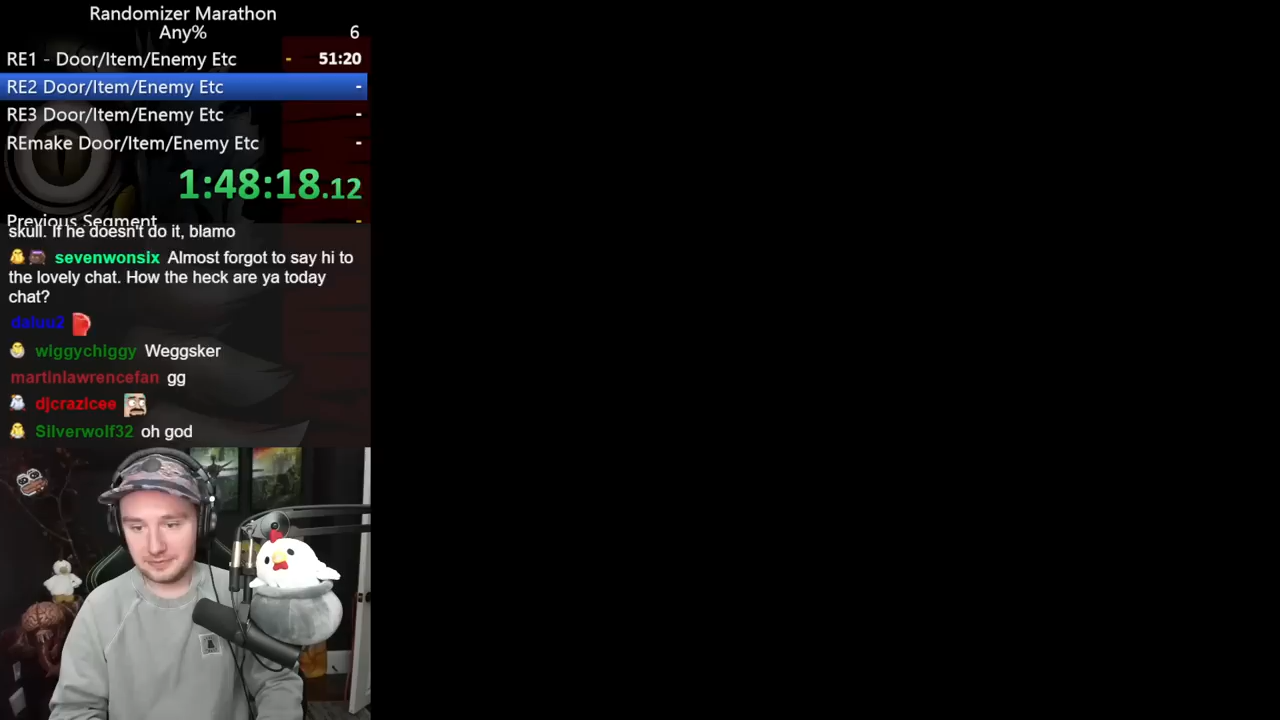 Randomizer Marathon
Any% 6
RE1 - Door/Item/Enemy Etc - 51:20
RE2 Door/Item/Enemy Etc -
RE3 Door/Item/Enemy Etc -
REmake Door/Item/Enemy Etc -
1:48:18.12
Previous Segment -
skull. If he doesn't do it, blamo
sevenwonsix Almost forgot to say hi to
the lovely chat. How the heck are ya today
chat?
daluu2
wiggychiggy Weggsker
martinlawrencefan gg
djcrazicee
Silverwolf32 oh god